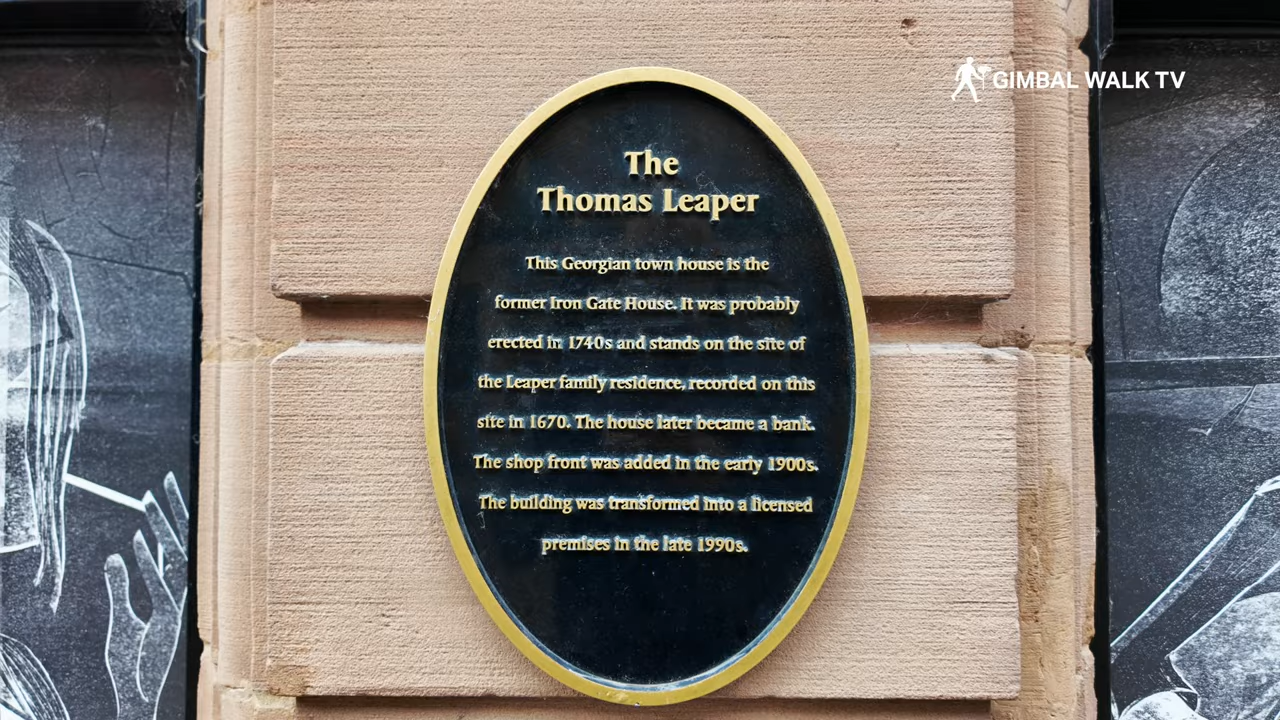 GIMBAL WALK TV
The
Thomas Leaper
This Georgian town house is the
former Iron Gate House. It was probably
erected in 1740s and stands on the site of
the Leaper family residence, recorded on this
site in 1670. The house later became a bank.
The shop front was added in the early 1900s.
The building was transformed into a licensed
premises in the late 1990s.